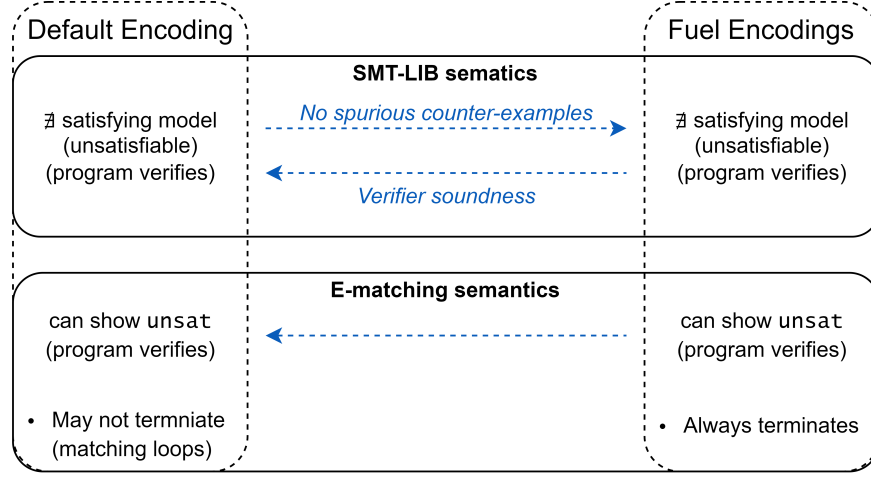 Default Encoding
Fuel Encodings
SMT-LIB sematics
∄ satisfying model
(unsatisfiable)
(program verifies)
No spurious counter-examples
Verifier soundness
∄ satisfying model
(unsatisfiable)
(program verifies)
E-matching semantics
can show unsat
(program verifies)
can show unsat
(program verifies)
• May not termniate
(matching loops)
• Always terminates